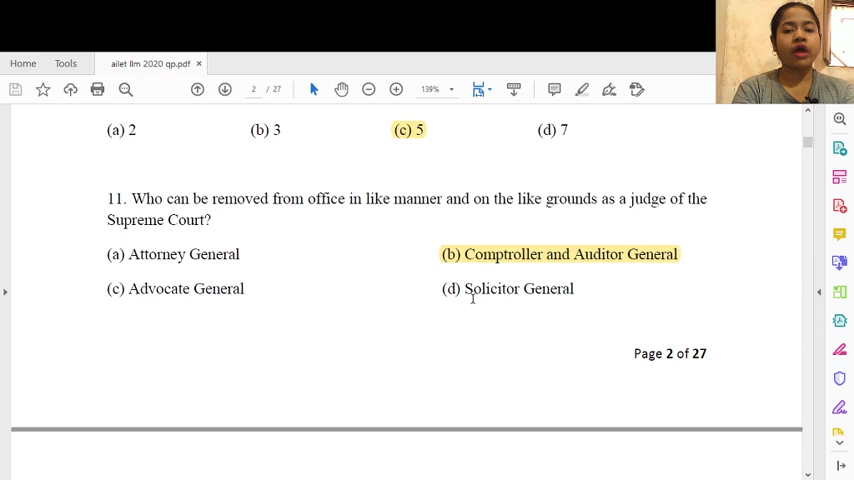 Home Tools ailet llm 2020 qp.pdf ×
2 / 27 139%
(a) 2 (b) 3 (c) 5 (d) 7
11. Who can be removed from office in like manner and on the like grounds as a judge of the
Supreme Court?
(a) Attorney General (b) Comptroller and Auditor General
(c) Advocate General (d) Solicitor General
Page 2 of 27